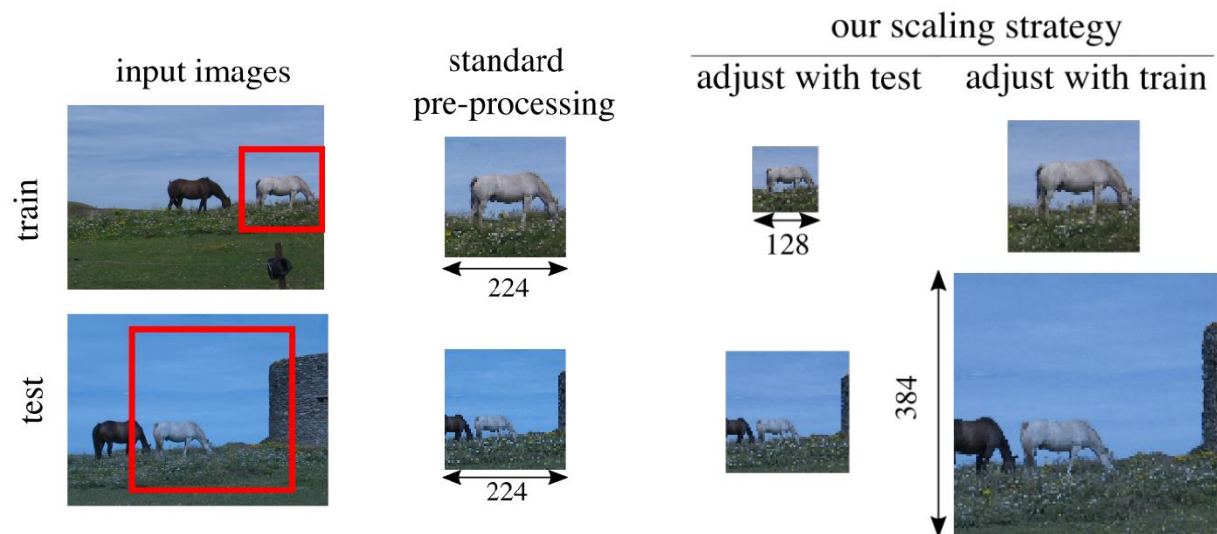 our scaling strategy
input images
standard
pre-processing
adjust with test
adjust with train
train
128
224
test
384
224